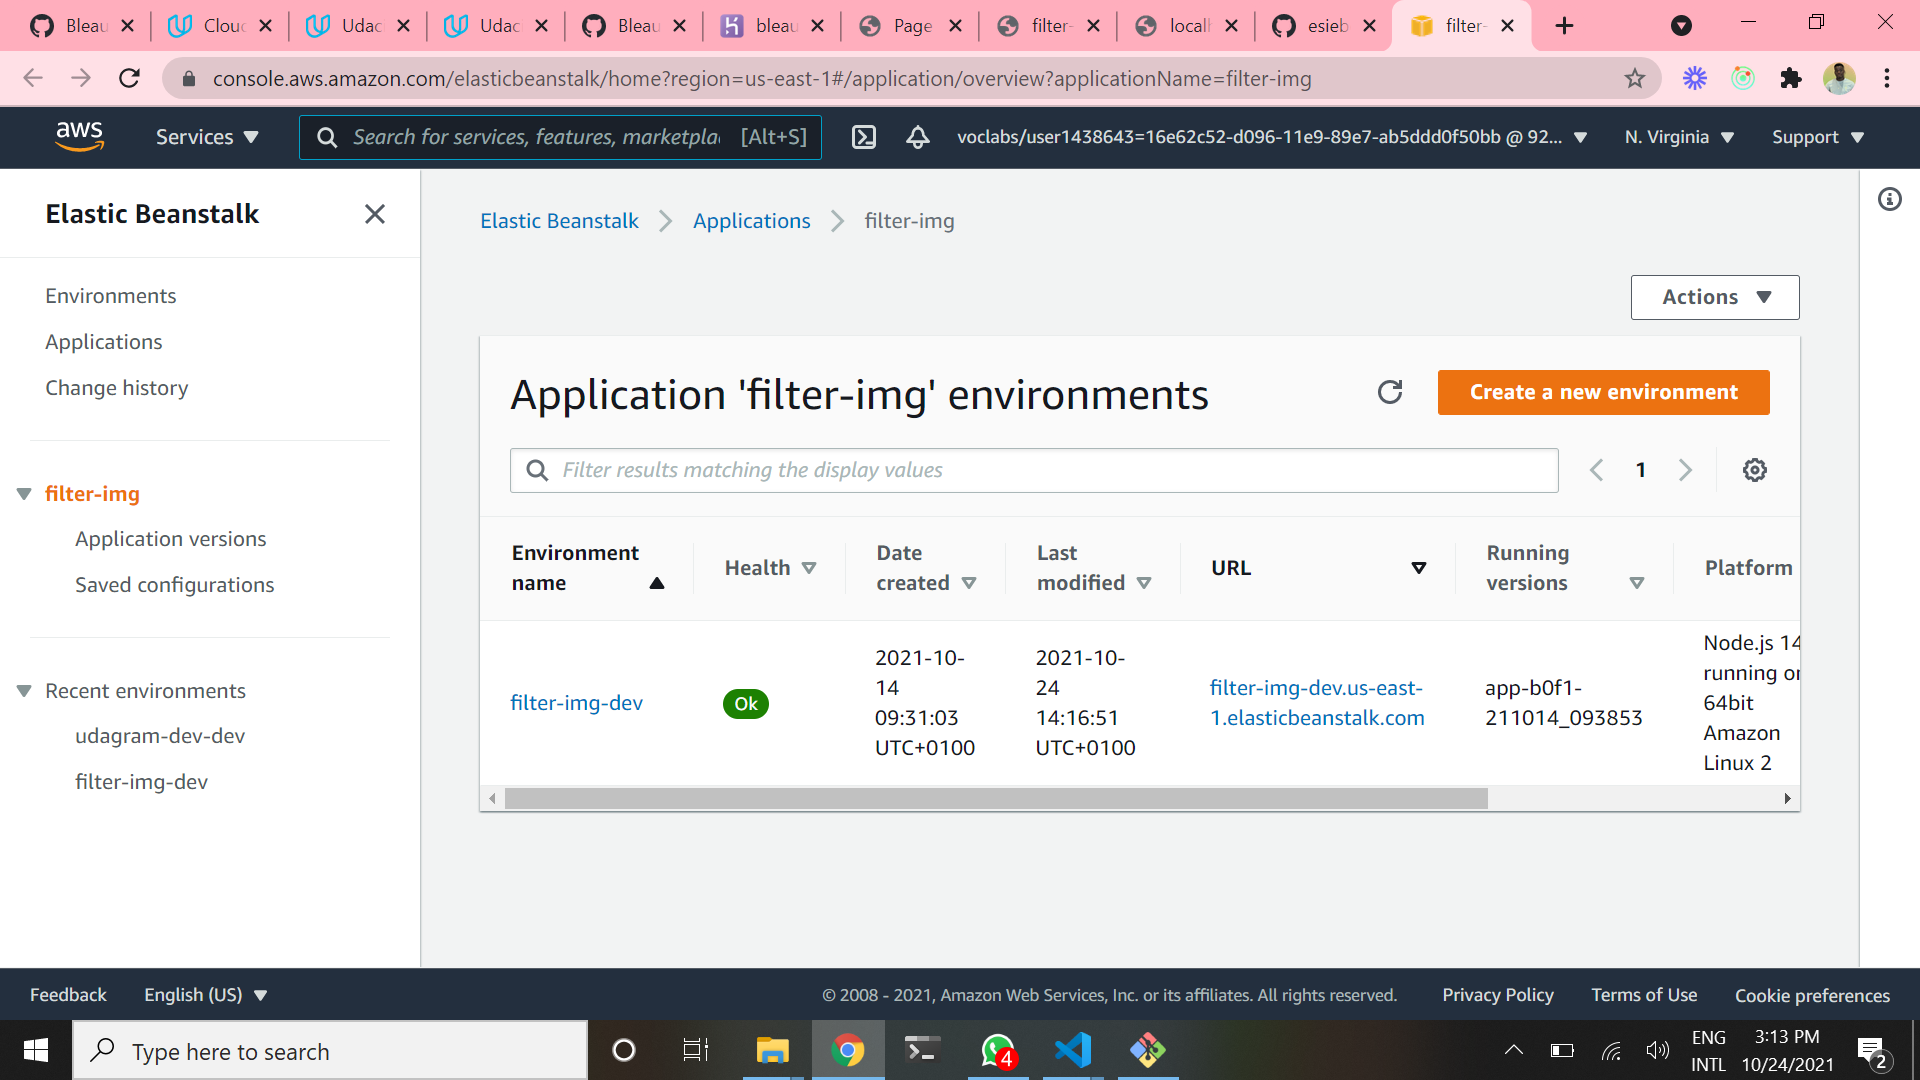 Bleau
Clouc
Udac
Udac
Bleau
bleau
Page
filter-
localh
esieb
filter-
console.aws.amazon.com/elasticbeanstalk/home?region=us-east-1#/application/overview?applicationName=filter-img
aws
Services
Search for services, features, marketpla
[Alt+S]
voclabs/user1438643=16e62c52-d096-11e9-89e7-ab5ddd0f50bb @ 92...
N. Virginia
Support
Elastic Beanstalk
Environments
Applications
Change history
filter-img
Application versions
Saved configurations
Recent environments
udagram-dev-dev
filter-img-dev
Elastic Beanstalk
Applications
filter-img
Actions
Application 'filter-img' environments
Create a new environment
Filter results matching the display values
1
Environment
name
Health
Date
created
Last
modified
URL
Running
versions
Platform
filter-img-dev
Ok
2021-10-
14
09:31:03
UTC+0100
2021-10-
24
14:16:51
UTC+0100
filter-img-dev.us-east-
1.elasticbeanstalk.com
app-b0f1-
211014_093853
Node.js 14
running on
64bit
Amazon
Linux 2
Feedback
English (US)
© 2008 - 2021, Amazon Web Services, Inc. or its affiliates. All rights reserved.
Privacy Policy
Terms of Use
Cookie preferences
Type here to search
4
ENG
INTL
3:13 PM
10/24/2021
2